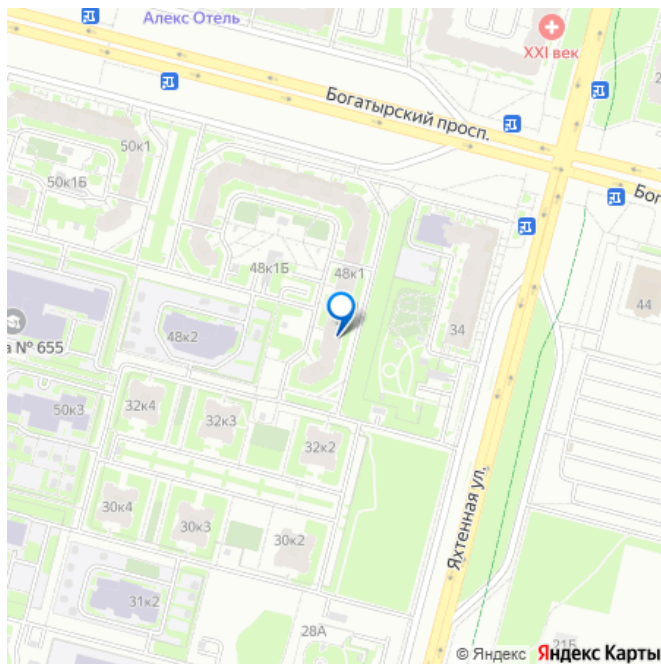 Алекс Отель
XXI век
Богатырский просп.
Бог
50к1
50к1Б
48к1
48к1Б
44
34
48к2
а № 655
50к3
32к4
32к3
32к2
30к4
30к3
30к2
Яхтенная ул.
31к2
28А
21Б
© Яндекс Яндекс Карты